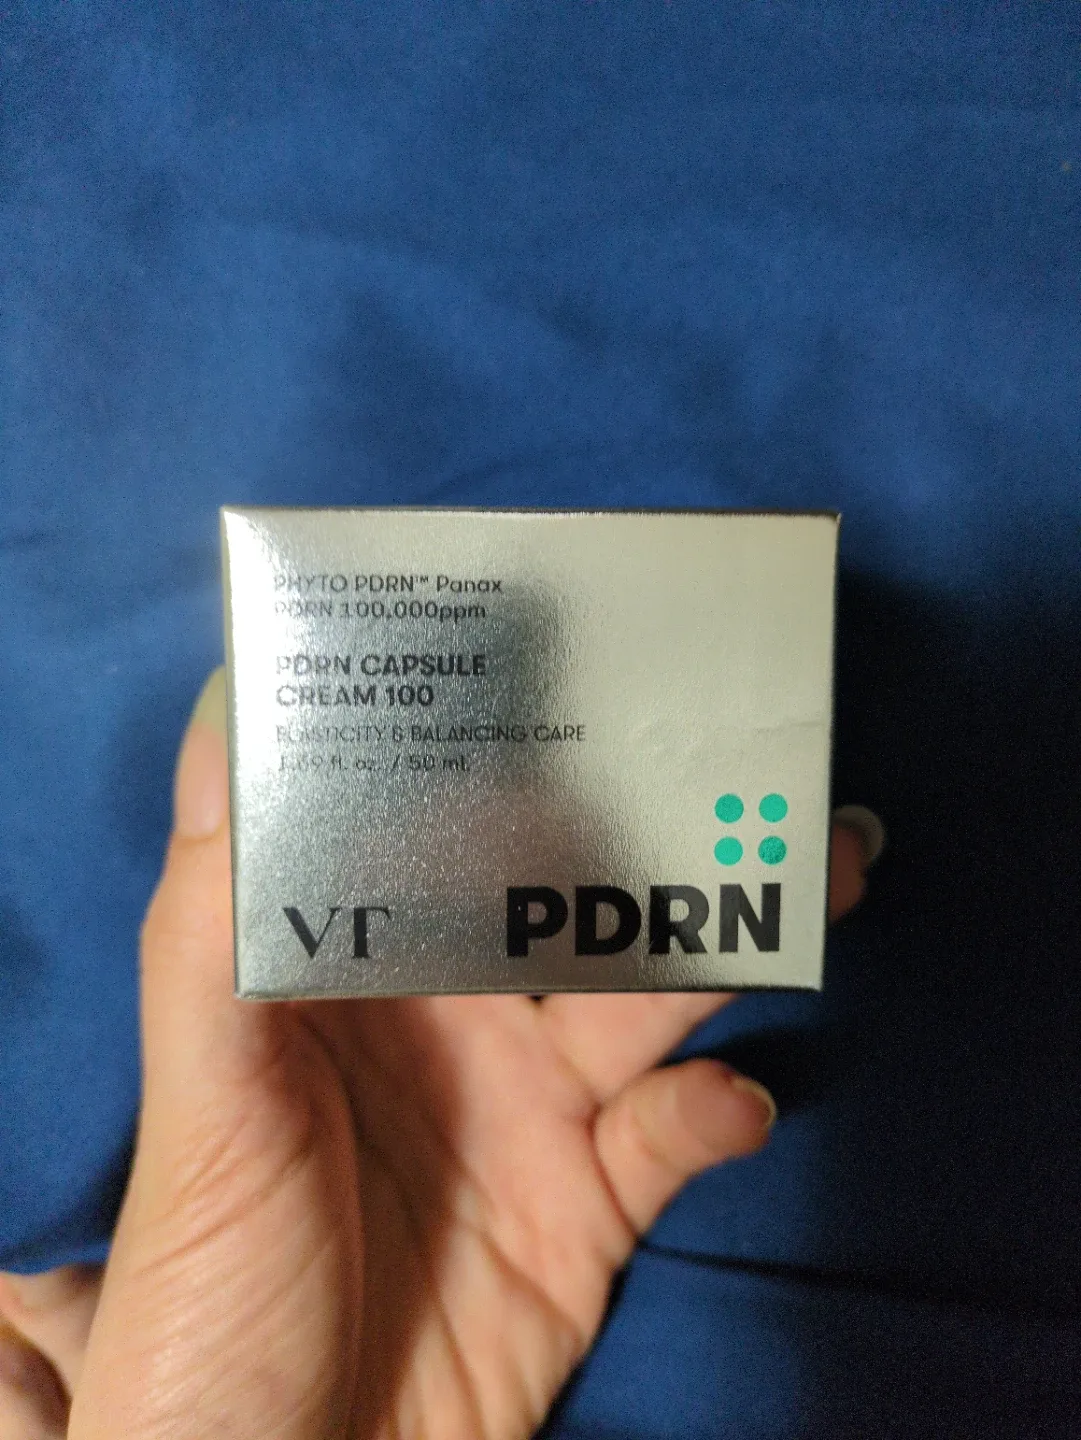 PHYTO PDRN™ Panax
PDRN 100,000ppm
PDRN CAPSULE
CREAM 100
ELASTICITY & BALANCING CARE
1.69 fl. oz. / 50 mL
VT
PDRN